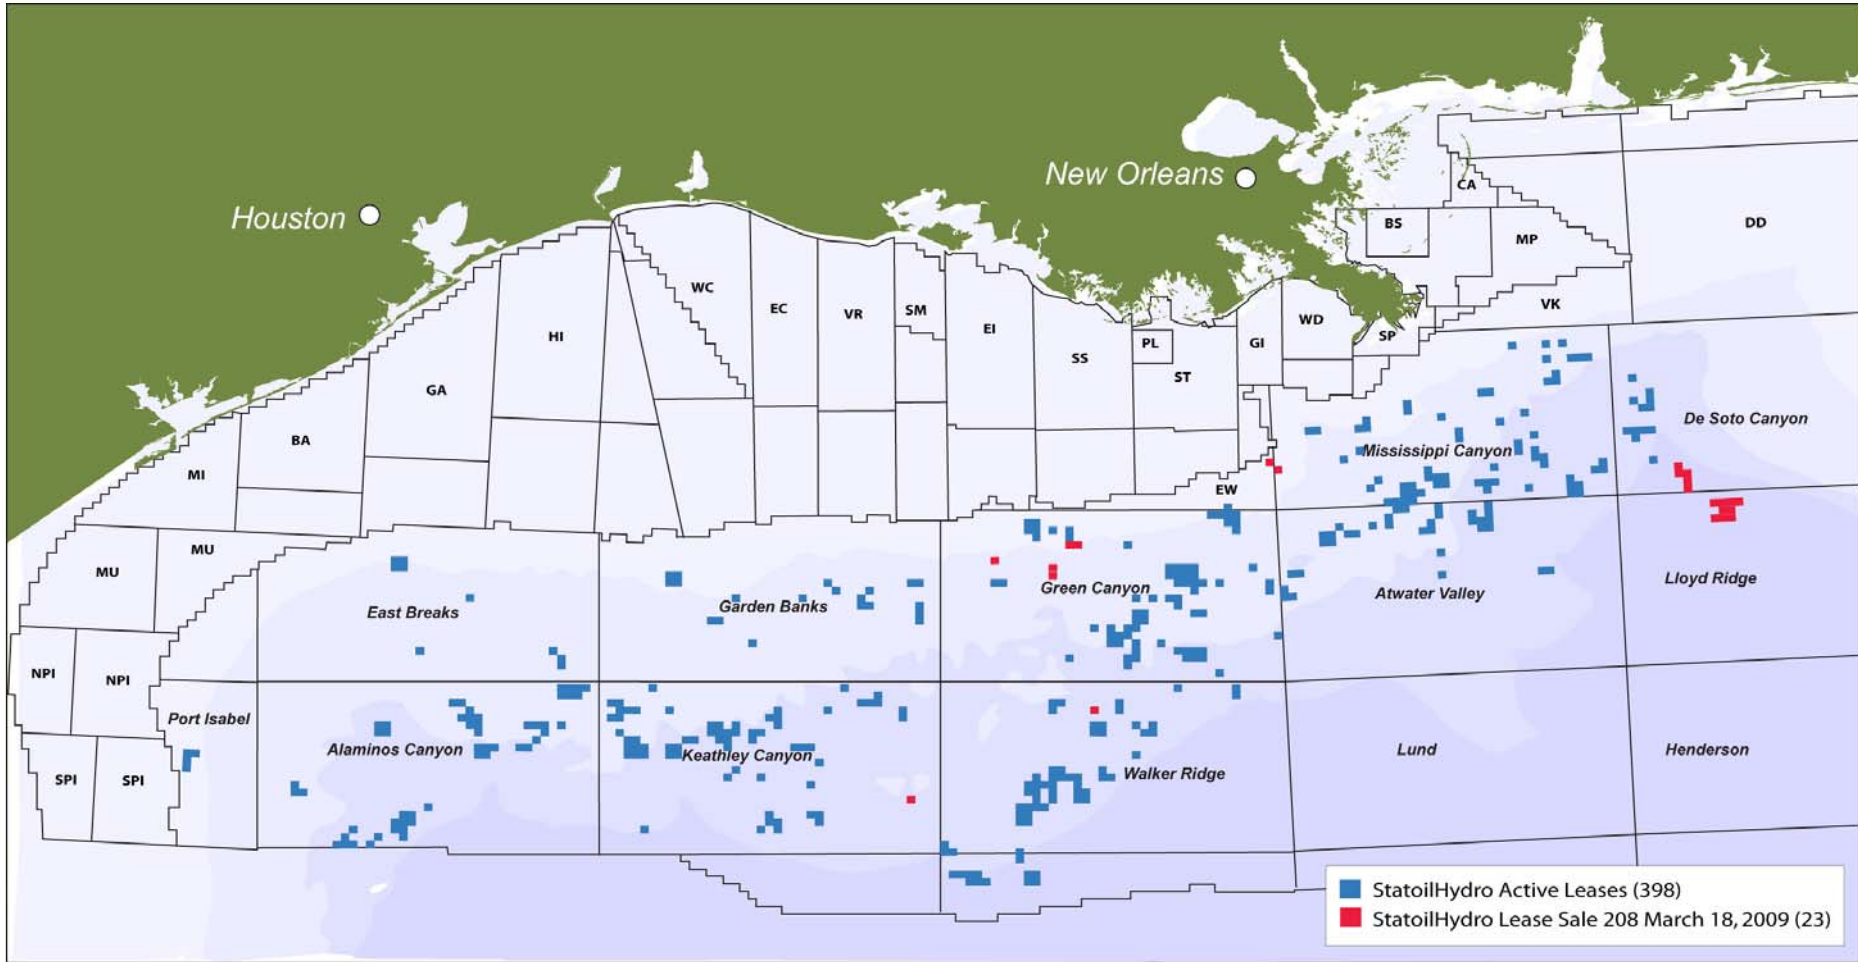 New Orleans
Houston
CA
BS
DD
MP
WC
VK
EC
VR
SM
EI
WD
HI
GI
PL
SP
SS
ST
GA
De Soto Canyon
BA
Mississippi Canyon
MI
EW
MU
MU
Lloyd Ridge
Green Canyon
Atwater Valley
East Breaks
Garden Banks
NPI
NPI
Port Isabel
Alaminos Canyon
Keathley Canyon
Lund
Henderson
Walker Ridge
SPI
SPI
StatoilHydro Active Leases (398)
StatoilHydro Lease Sale 208 March 18, 2009 (23)